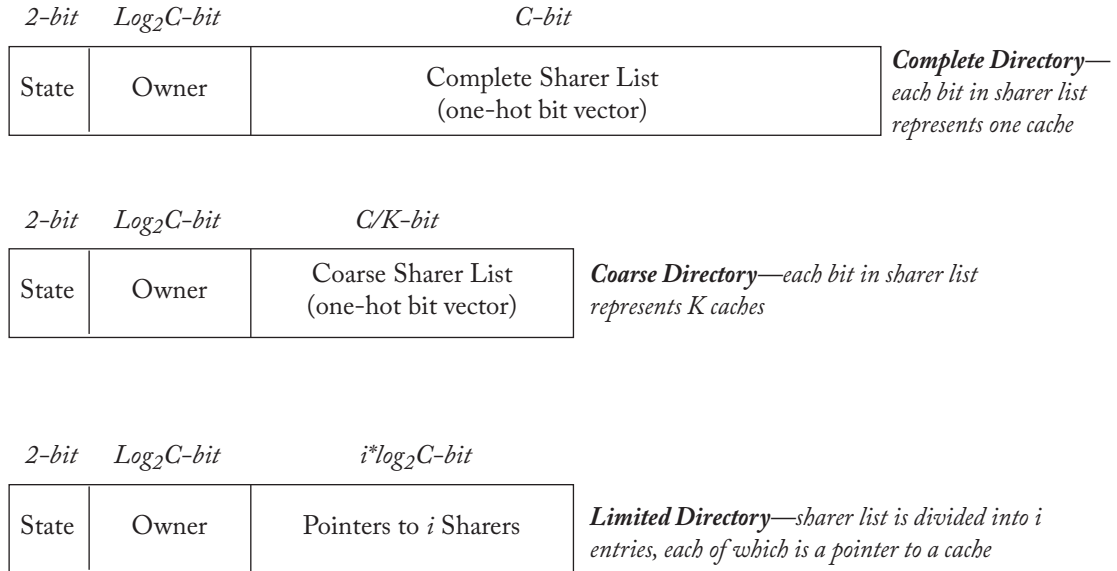 2-bit Log2C-bit C-bit
State Owner Complete Sharer List
(one-hot bit vector)
Complete Directory—
each bit in sharer list
represents one cache
2-bit Log2C-bit C/K-bit
State Owner Coarse Sharer List
(one-hot bit vector)
Coarse Directory—each bit in sharer list
represents K caches
2-bit Log2C-bit i*log2C-bit
State Owner Pointers to i Sharers
Limited Directory—sharer list is divided into i
entries, each of which is a pointer to a cache